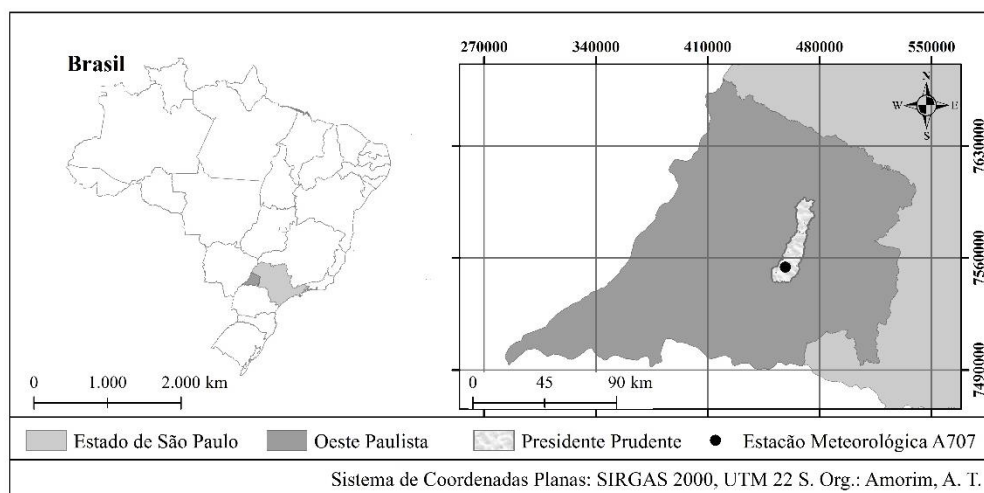 Brasil
0 1.000 2.000 km
270000 340000 410000 480000 550000
N
W E
S
7630000
7560000
7490000
0 45 90 km
Estado de São Paulo Oeste Paulista Presidente Prudente Estacão Meteorológica A707
Sistema de Coordenadas Planas: SIRGAS 2000, UTM 22 S. Org.: Amorim, A. T.